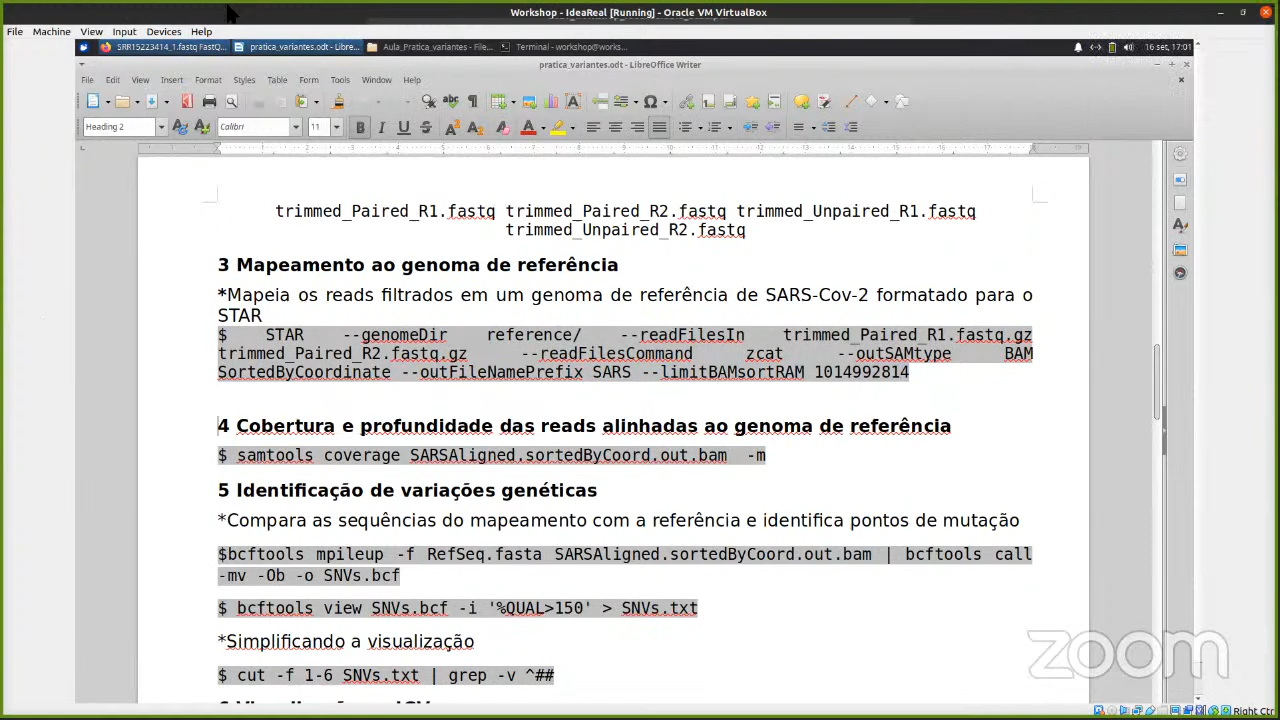 Workshop - IdeaReal [Running] - Oracle VM VirtualBox
File Machine View Input Devices Help
SRR15223414_1.fastq FastQ... pratica_variantes.odt - Libre... Aula_Pratica_variantes - File... Terminal - workshop@works... 16 set, 17:01
pratica_variantes.odt - LibreOffice Writer
File Edit View Insert Format Styles Table Form Tools Window Help
Heading 2 Calibri 11
trimmed_Paired_R1.fastq trimmed_Paired_R2.fastq trimmed_Unpaired_R1.fastq
trimmed_Unpaired_R2.fastq
3 Mapeamento ao genoma de referência
*Mapeia os reads filtrados em um genoma de referência de SARS-Cov-2 formatado para o
STAR
$ STAR --genomeDir reference/ --readFilesIn trimmed_Paired_R1.fastq.gz
trimmed_Paired_R2.fastq.gz --readFilesCommand zcat --outSAMtype BAM
SortedByCoordinate --outFileNamePrefix SARS --limitBAMsortRAM 1014992814
4 Cobertura e profundidade das reads alinhadas ao genoma de referência
$ samtools coverage SARSAligned.sortedByCoord.out.bam -m
5 Identificação de variações genéticas
*Compara as sequências do mapeamento com a referência e identifica pontos de mutação
$bcftools mpileup -f RefSeq.fasta SARSAligned.sortedByCoord.out.bam | bcftools call
-mv -Ob -o SNVs.bcf
$ bcftools view SNVs.bcf -i '%QUAL>150' > SNVs.txt
*Simplificando a visualização
$ cut -f 1-6 SNVs.txt | grep -v ^##
zoom
Right Ctr